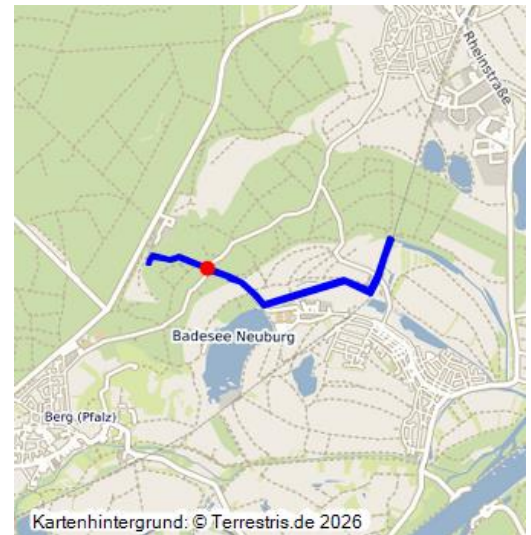 Rheinstraße
Badesee Neuburg
Berg (Pfalz)
Kartenhintergrund: © Terrestris.de 2026